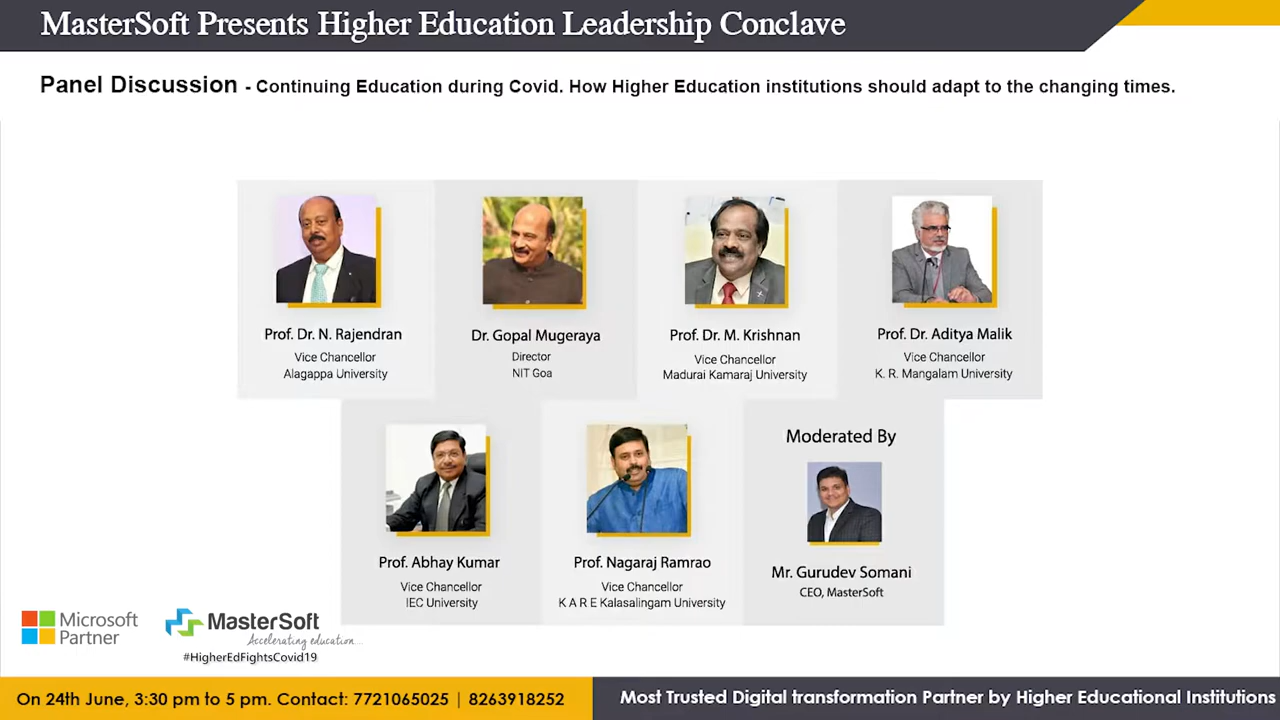 MasterSoft Presents Higher Education Leadership Conclave
Panel Discussion - Continuing Education during Covid. How Higher Education institutions should adapt to the changing times.
Prof. Dr. N. Rajendran
Vice Chancellor
Alagappa University
Dr. Gopal Mugeraya
Director
NIT Goa
Prof. Dr. M. Krishnan
Vice Chancellor
Madurai Kamaraj University
Prof. Dr. Aditya Malik
Vice Chancellor
K. R. Mangalam University
Prof. Abhay Kumar
Vice Chancellor
IEC University
Prof. Nagaraj Ramrao
Vice Chancellor
K A R E Kalasalingam University
Moderated By
Mr. Gurudev Somani
CEO, MasterSoft
Microsoft
Partner
MasterSoft
Accelerating education...
#HigherEdFightsCovid19
On 24th June, 3:30 pm to 5 pm. Contact: 7721065025 | 8263918252
Most Trusted Digital transformation Partner by Higher Educational Institutions